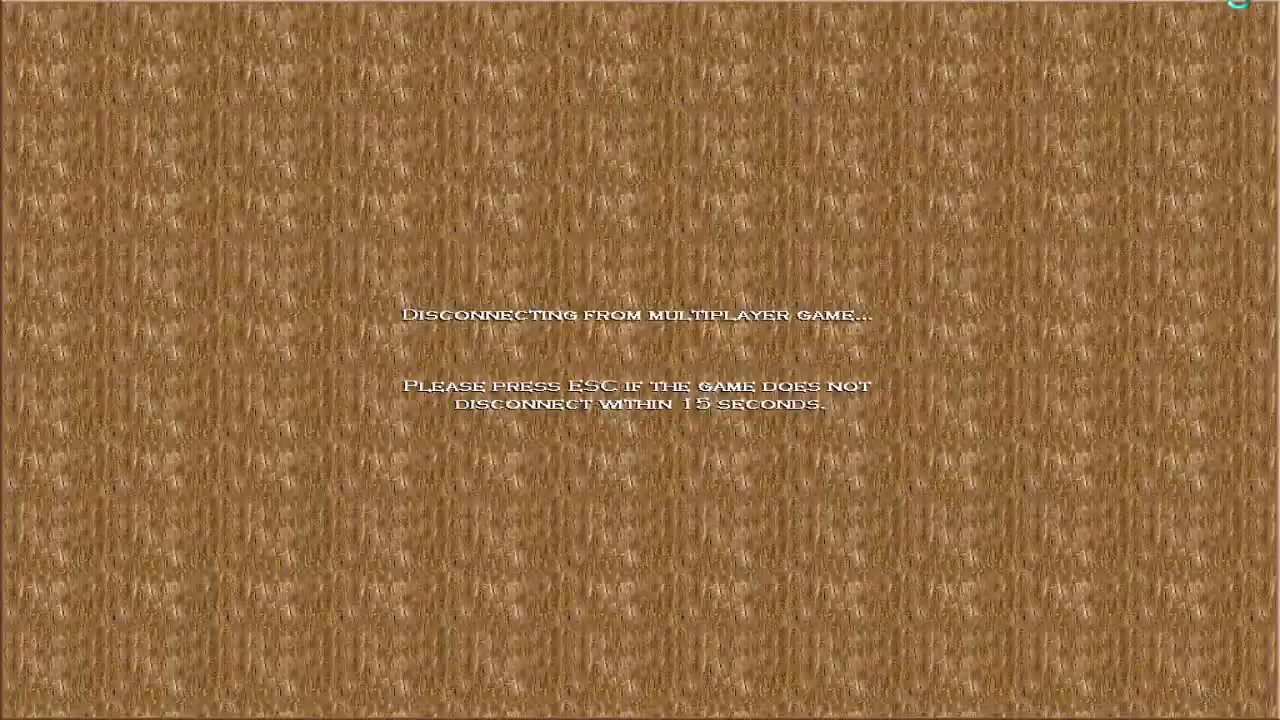 Disconnecting from multiplayer game...
Please press ESC if the game does not
disconnect within 15 seconds.